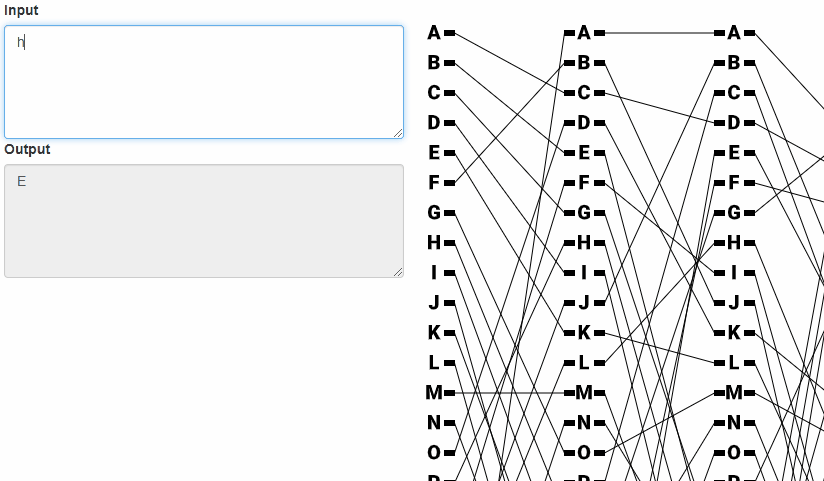 Input
h
Output
E
A A A
B B B
C C C
D D D
E E E
F F F
G G G
H H H
I I I
J J J
K K K
L L L
M M M
N N N
O O O
P P P